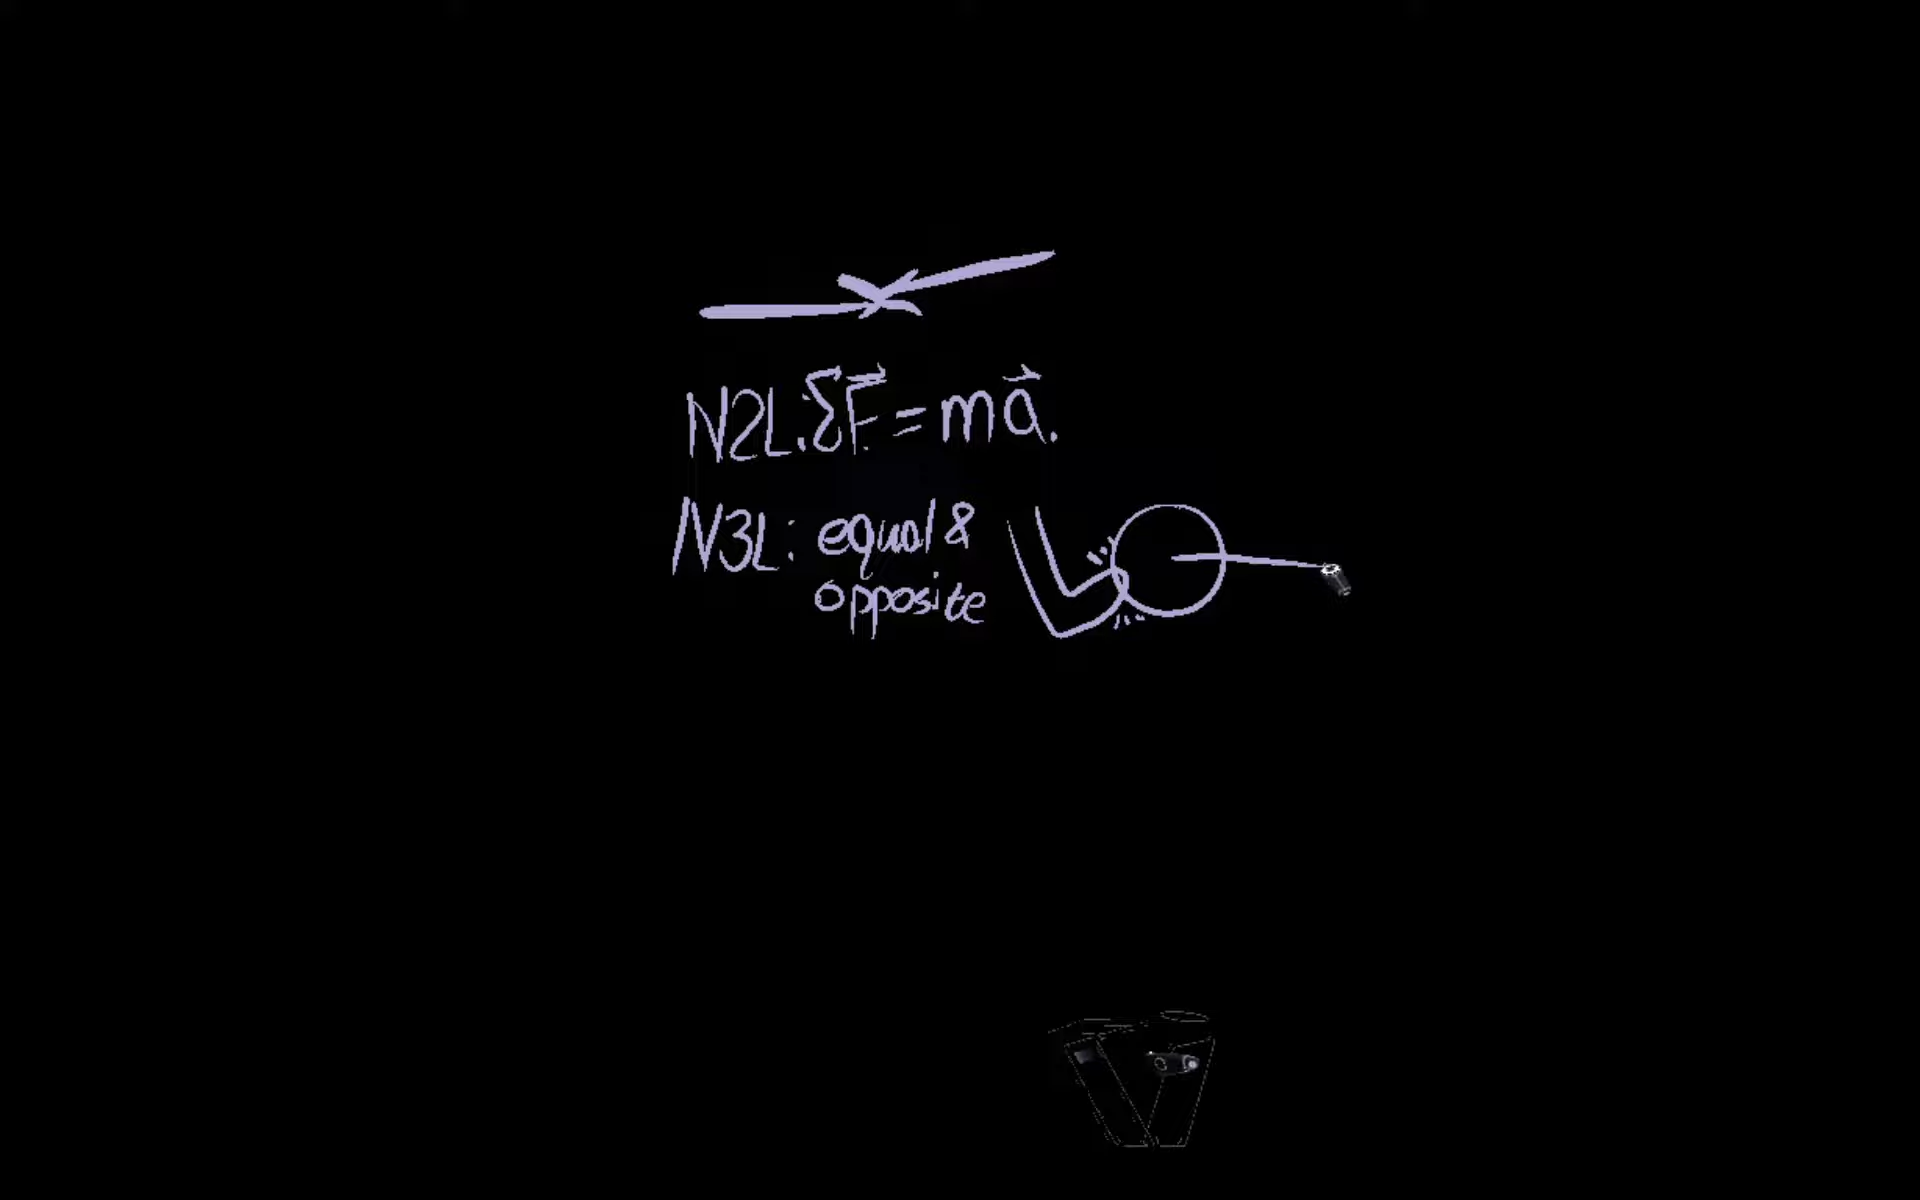 N2L: ΣF⃗ = ma⃗.
N3L: equal &
opposite